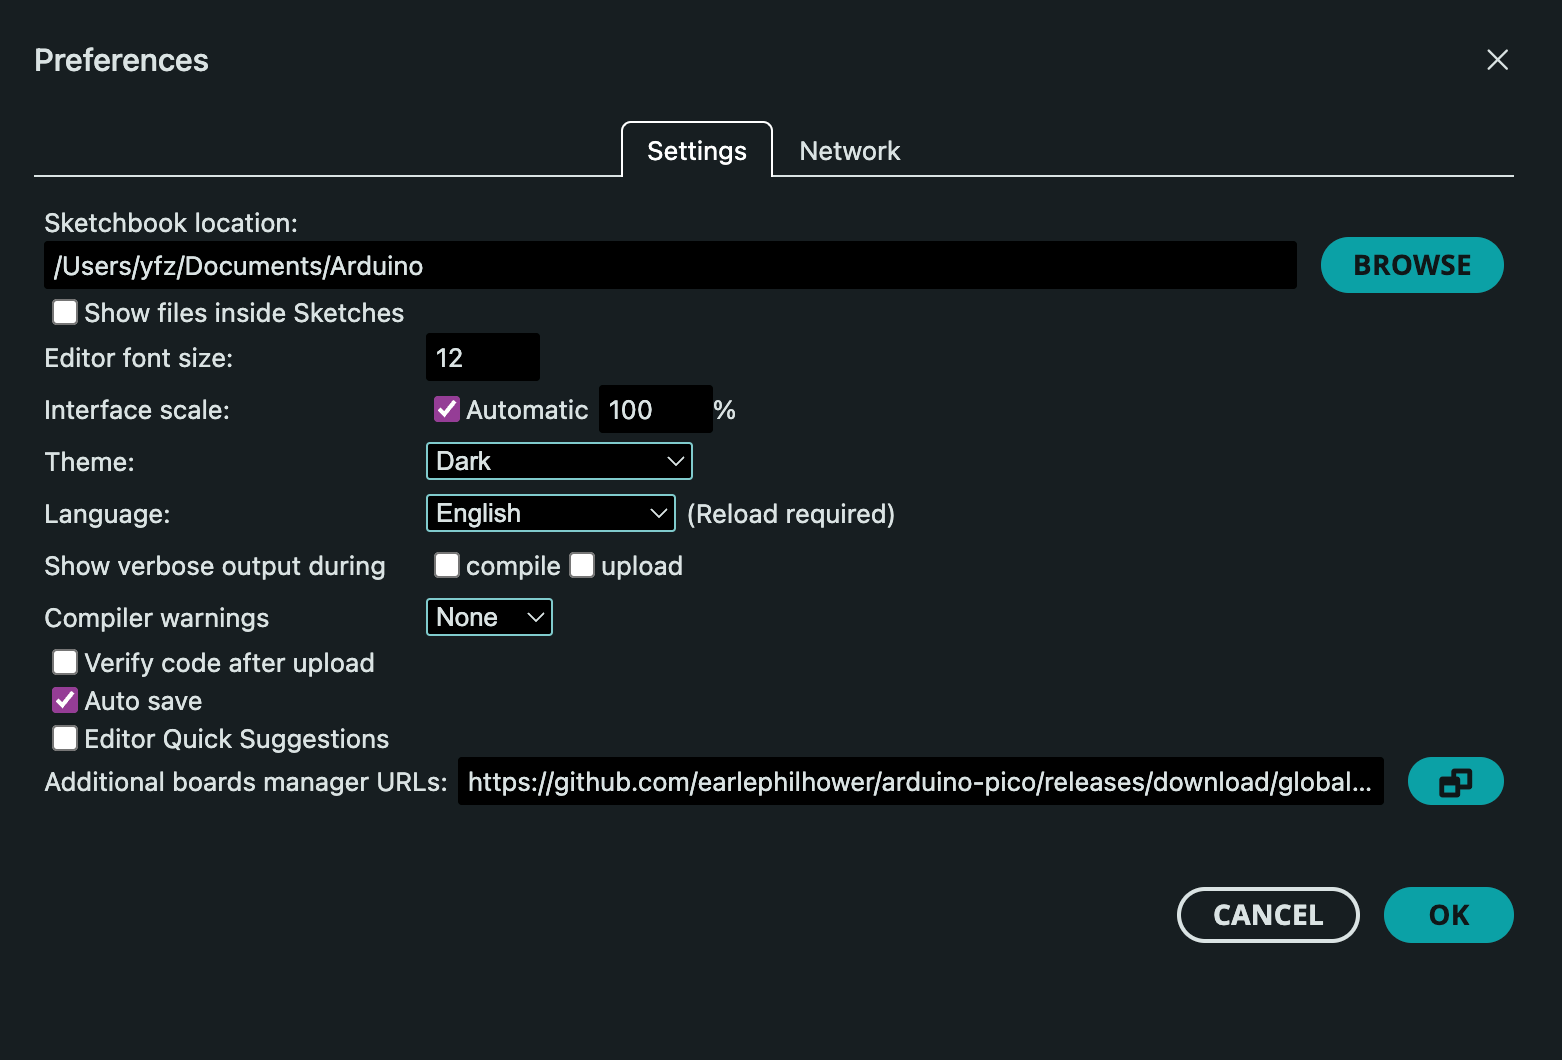 Preferences
Settings
Network
Sketchbook location:
/Users/yfz/Documents/Arduino
BROWSE
Show files inside Sketches
Editor font size:
12
Interface scale:
Automatic
100
%
Theme:
Dark
Language:
English
(Reload required)
Show verbose output during
compile
upload
Compiler warnings
None
Verify code after upload
Auto save
Editor Quick Suggestions
Additional boards manager URLs:
https://github.com/earlephilhower/arduino-pico/releases/download/global...
CANCEL
OK